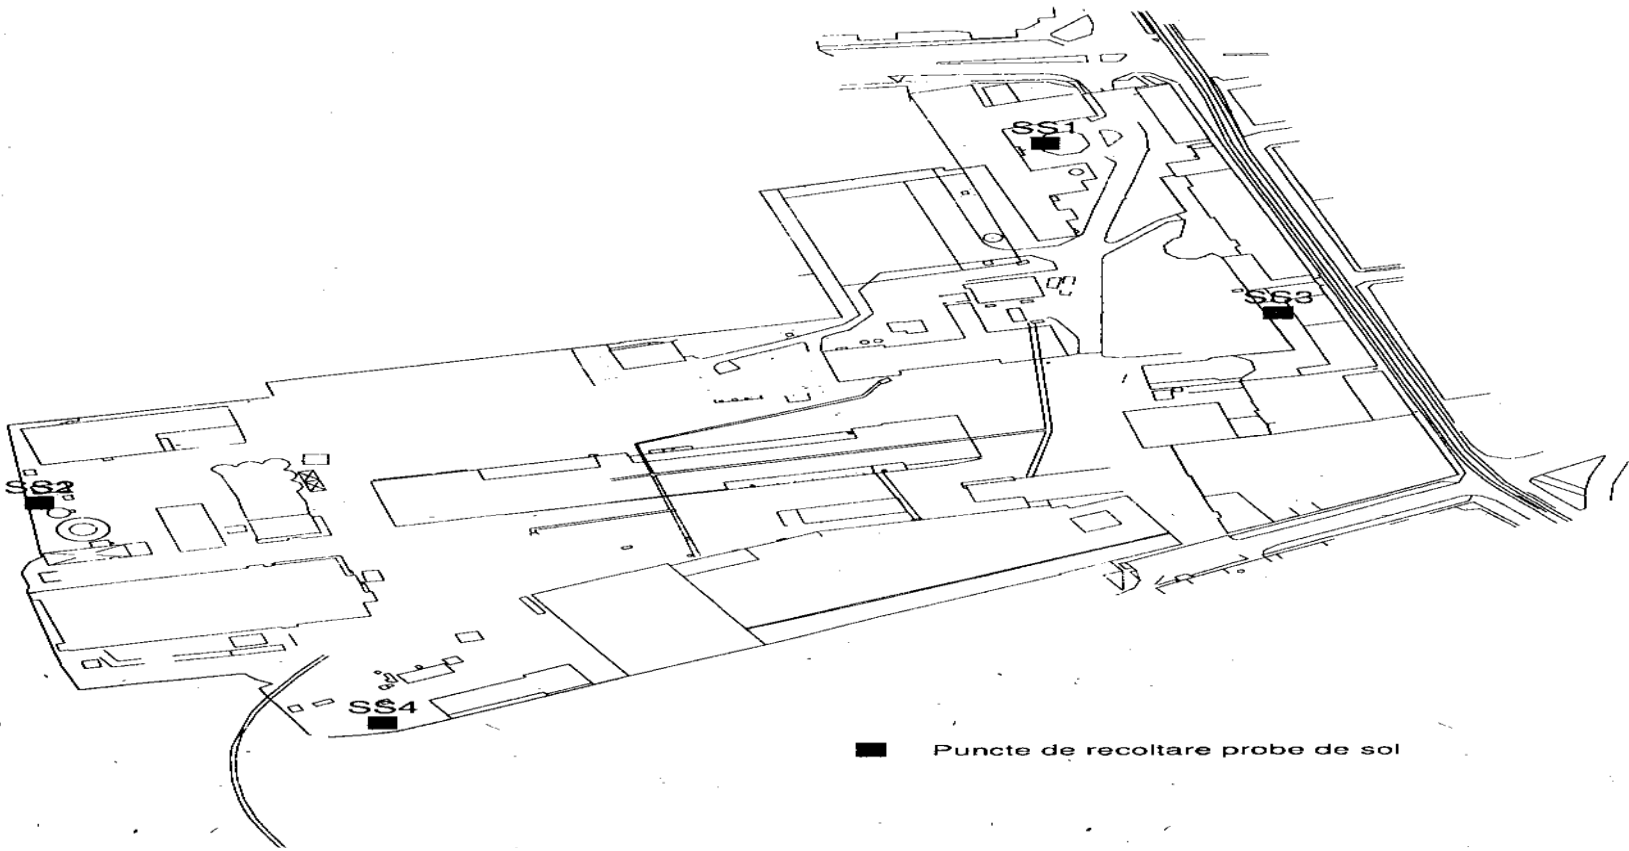 SS1
SS3
SS2
SS4
Puncte de recoltare probe de sol